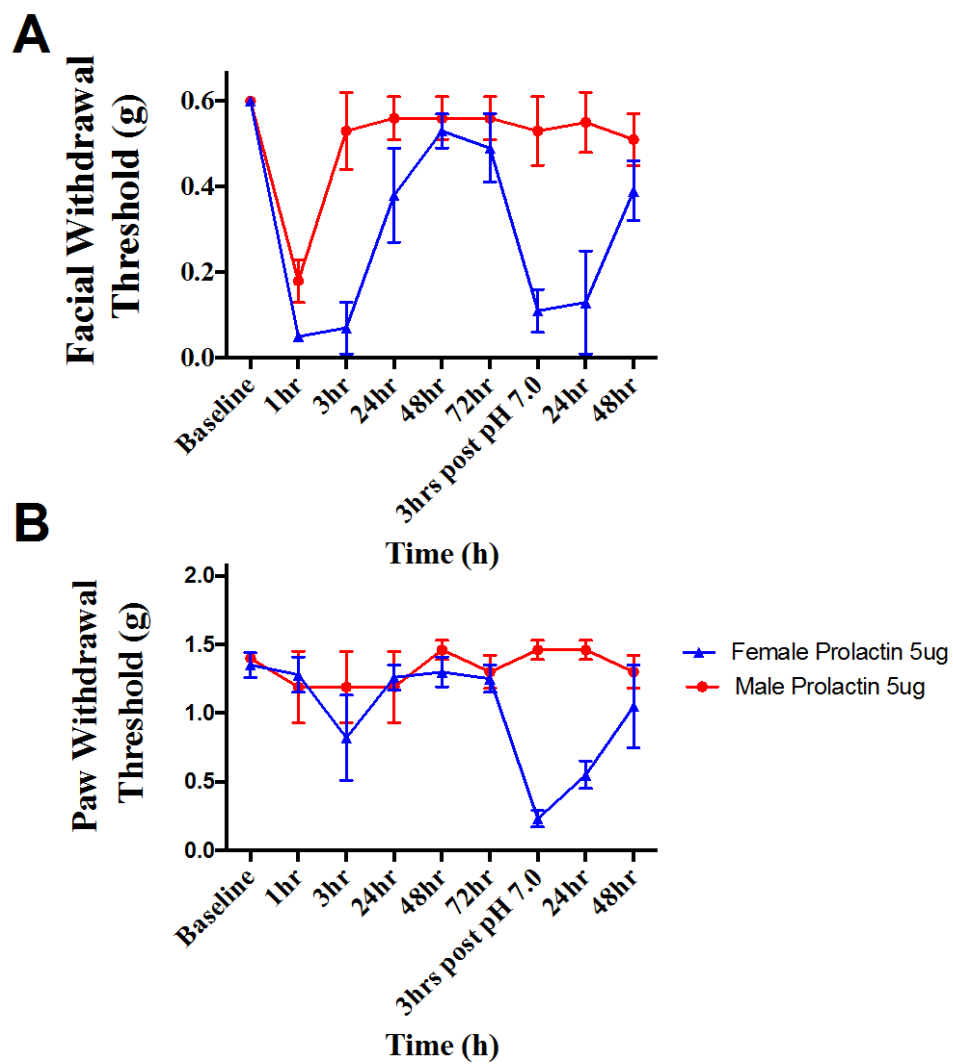 A
Facial Withdrawal
Threshold (g)
0.6
0.4
0.2
0.0
Baseline
1hr
3hr
24hr
48hr
72hr
3hrs post pH 7.0
24hr
48hr
Time (h)
B
Paw Withdrawal
Threshold (g)
2.0
1.5
1.0
0.5
0.0
Baseline
1hr
3hr
24hr
48hr
72hr
3hrs post pH 7.0
24hr
48hr
Time (h)
Female Prolactin 5ug
Male Prolactin 5ug